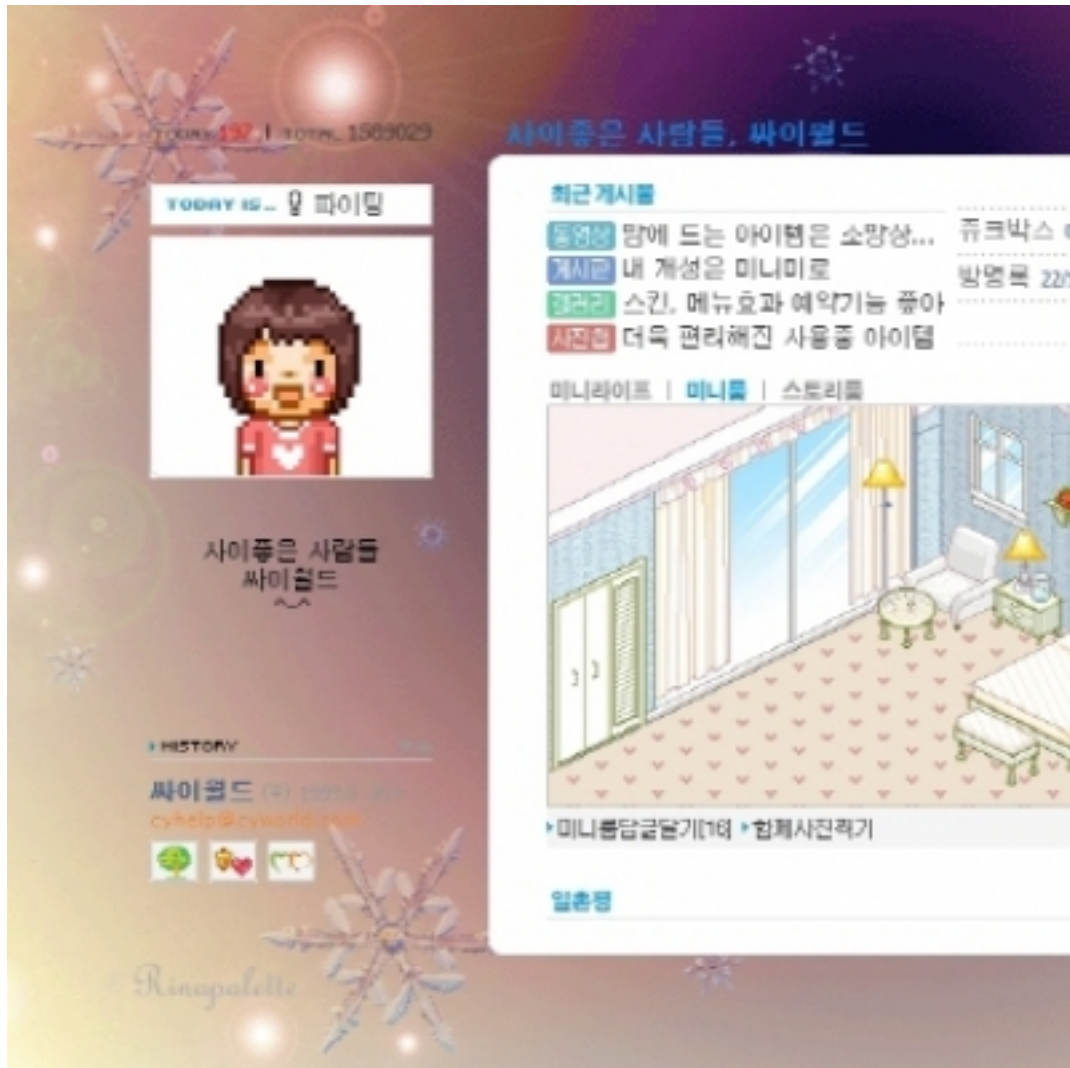 TODAY 197 | TOTAL 1589029
사이좋은 사람들, 싸이월드
TODAY IS.. 파이팅
사이좋은 사람들
싸이월드
^_^
HISTORY
싸이월드
cyhelp@cyworld.com
Rinapalette
최근 게시물
동영상 맘에 드는 아이템은 소망상...
게시판 내 개성은 미니미로
갤러리 스킨, 메뉴효과 예약기능 좋아
사진첩 더욱 편리해진 사용중 아이템
쥬크박스
방명록 22/
미니라이프 | 미니룸 | 스토리룸
미니룸답글달기[16] 함께사진찍기
일촌평